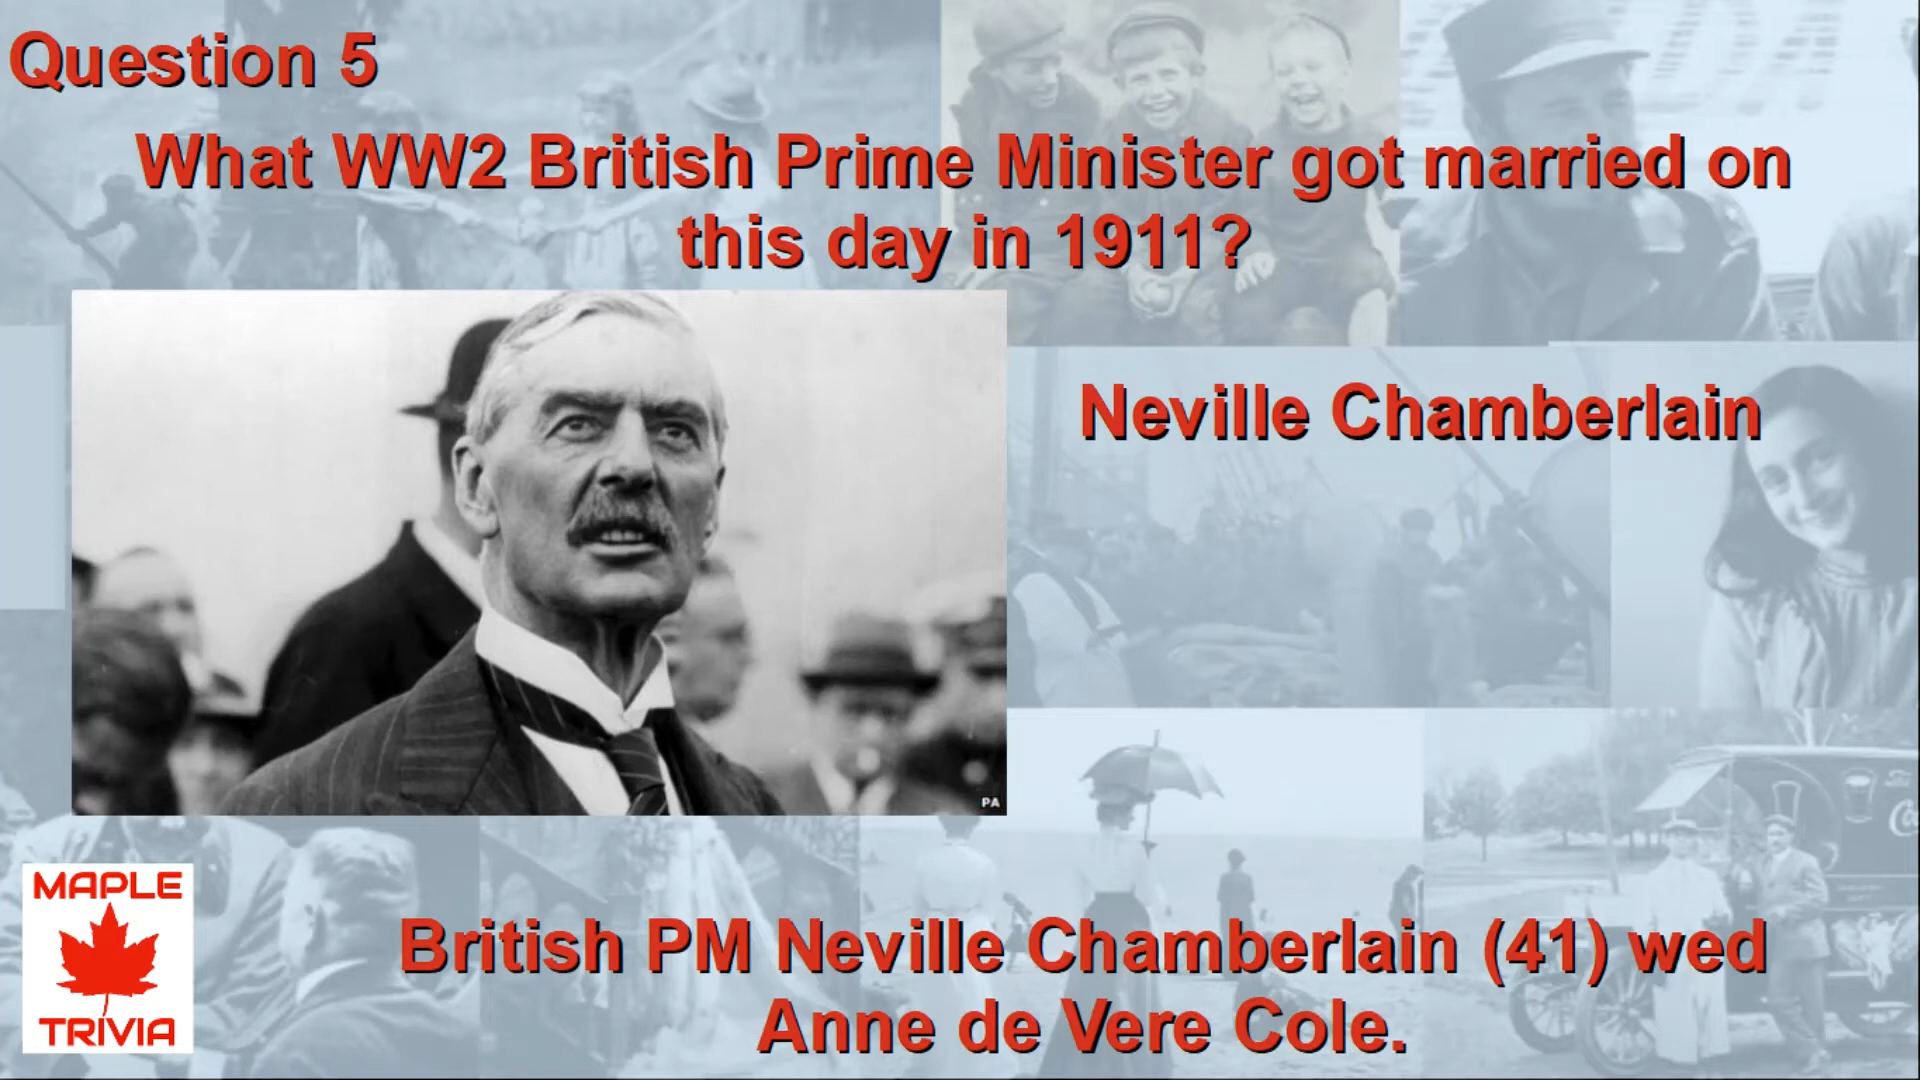 Question 5
What WW2 British Prime Minister got married on
this day in 1911?
Neville Chamberlain
PA
MAPLE
TRIVIA
British PM Neville Chamberlain (41) wed
Anne de Vere Cole.